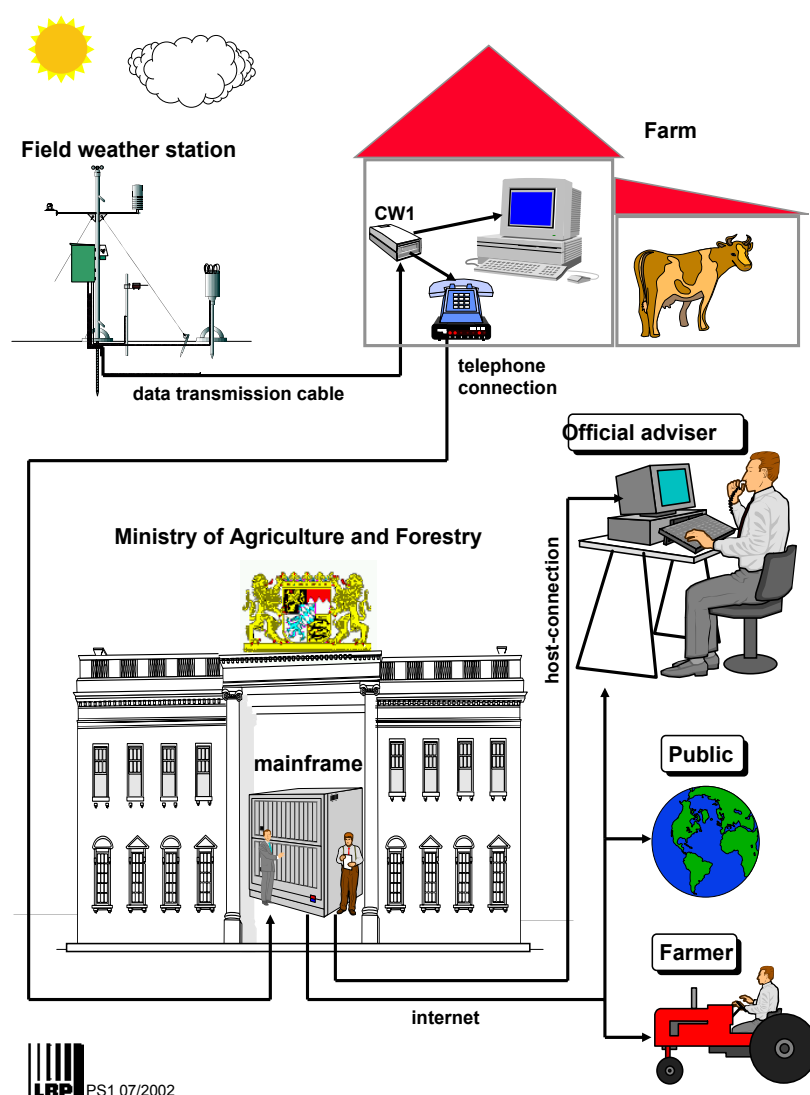 Farm
Field weather station
CW1
telephone
connection
data transmission cable
Official adviser
Ministry of Agriculture and Forestry
host-connection
mainframe
Public
Farmer
internet
LRP PS1 07/2002